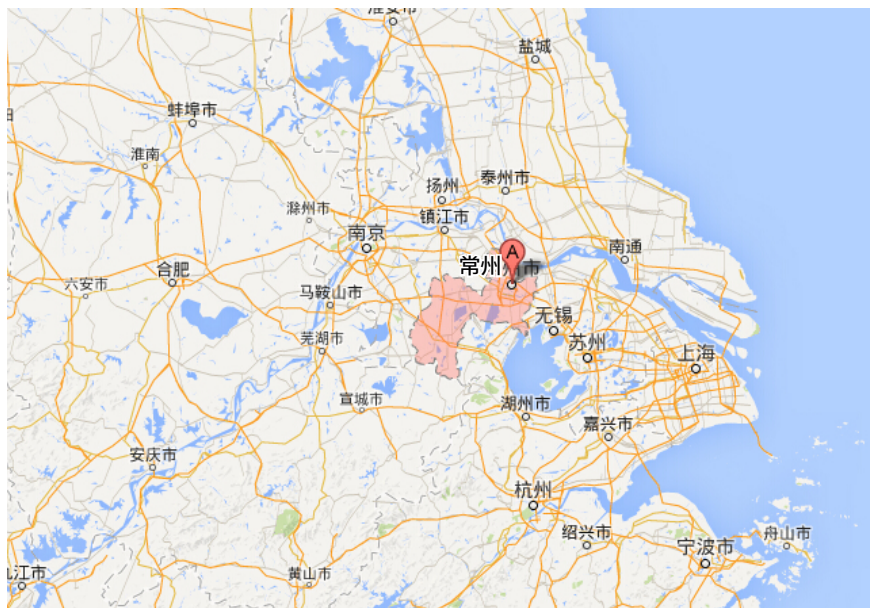 淮安市
盐城
蚌埠市
淮南
扬州
泰州市
滁州市
镇江市
南京
A
南通
常州
州市
合肥
六安市
马鞍山市
无锡
芜湖市
苏州
上海
宣城市
湖州市
嘉兴市
安庆市
杭州
绍兴市
舟山市
宁波市
九江市
黄山市